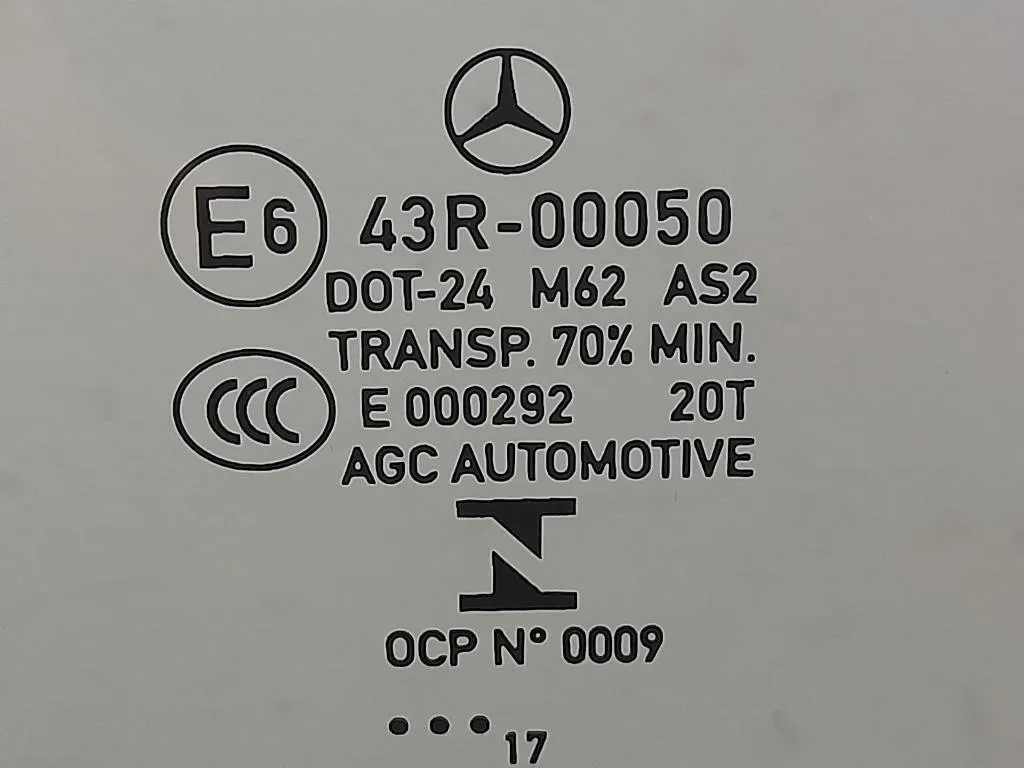 E6
43R-00050
DOT-24 M62 AS2
TRANSP. 70% MIN.
CCC
E 000292 20T
AGC AUTOMOTIVE
OCP N° 0009
••• 17